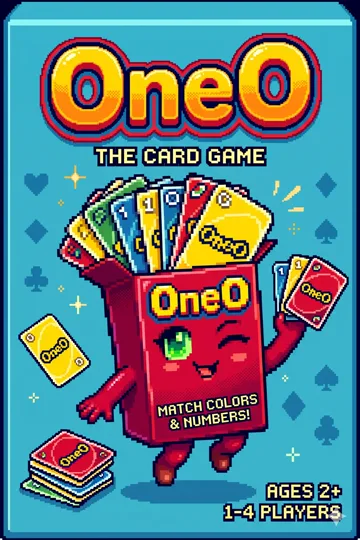 OneO
THE CARD GAME
OneO
OneO
OneO
OneO
MATCH COLORS
& NUMBERS!
OneO
AGES 2+
1-4 PLAYERS